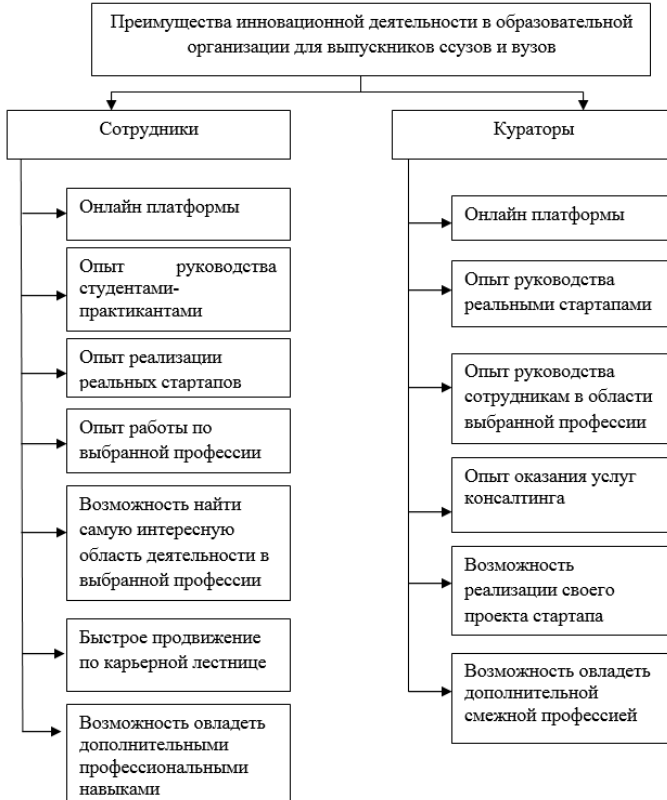 Преимущества инновационной деятельности в образовательной
организации для выпускников ссузов и вузов
Сотрудники
Онлайн платформы
Опыт руководства
студентами-
практикантами
Опыт реализации
реальных стартапов
Опыт работы по
выбранной профессии
Возможность найти
самую интересную
область деятельности в
выбранной профессии
Быстрое продвижение
по карьерной лестнице
Возможность овладеть
дополнительными
профессиональными
навыками
Кураторы
Онлайн платформы
Опыт руководства
реальными стартапами
Опыт руководства
сотрудникам в области
выбранной профессии
Опыт оказания услуг
консалтинга
Возможность
реализации своего
проекта стартапа
Возможность овладеть
дополнительной
смежной профессией